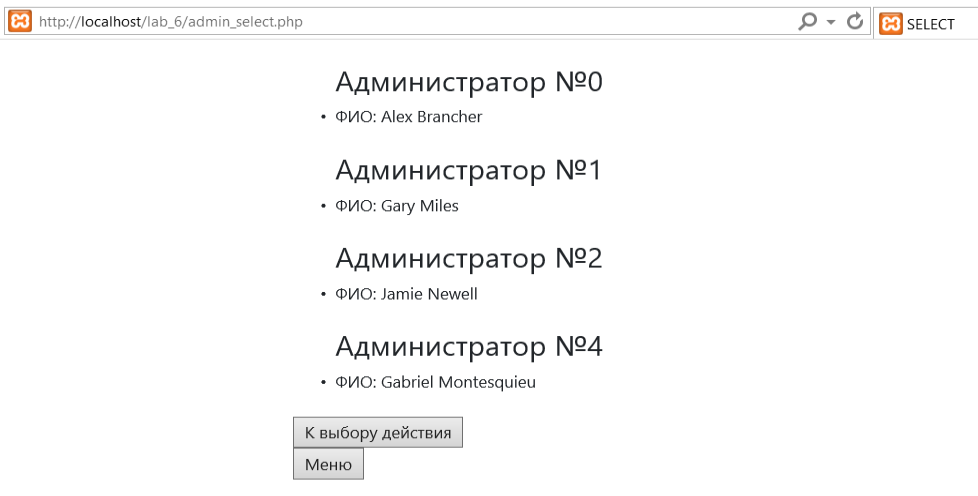 http://localhost/lab_6/admin_select.php
SELECT
Администратор №0
• ФИО: Alex Brancher
Администратор №1
• ФИО: Gary Miles
Администратор №2
• ФИО: Jamie Newell
Администратор №4
• ФИО: Gabriel Montesquieu
К выбору действия
Меню